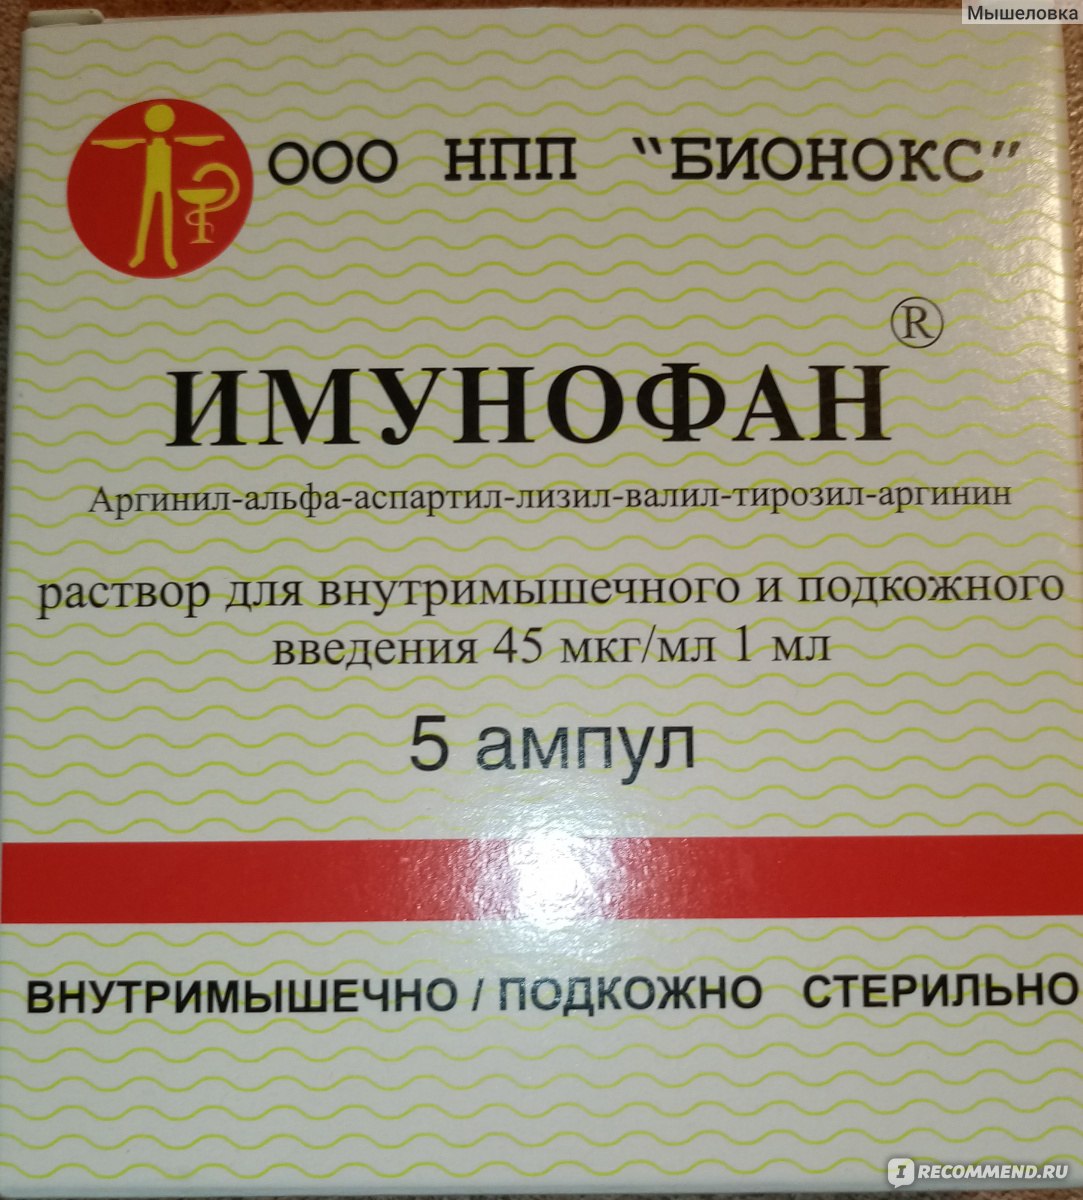 Мышеловка
ООО НПП "БИОНОКС"
ИМУНОФАН®
Аргинил-альфа-аспартил-лизил-валил-тирозил-аргинин
раствор для внутримышечного и подкожного
введения 45 мкг/мл 1 мл
5 ампул
ВНУТРИМЫШЕЧНО / ПОДКОЖНО СТЕРИЛЬНО
I RECOMMEND.RU